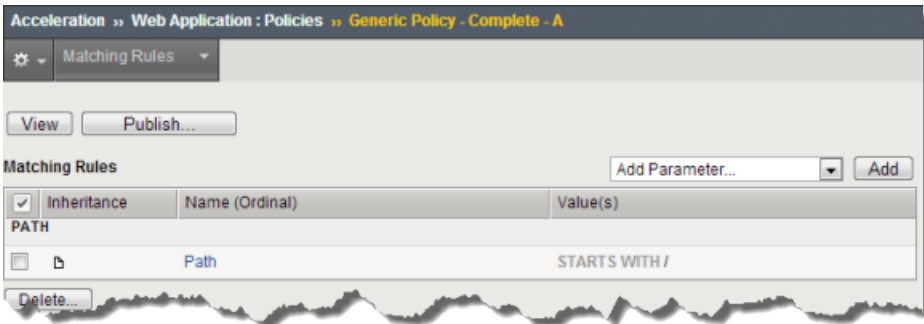 Acceleration ›› Web Application : Policies ›› Generic Policy - Complete - A
Matching Rules
View Publish...
Matching Rules Add Parameter... Add
Inheritance Name (Ordinal) Value(s)
PATH
Path STARTS WITH /
Delete...